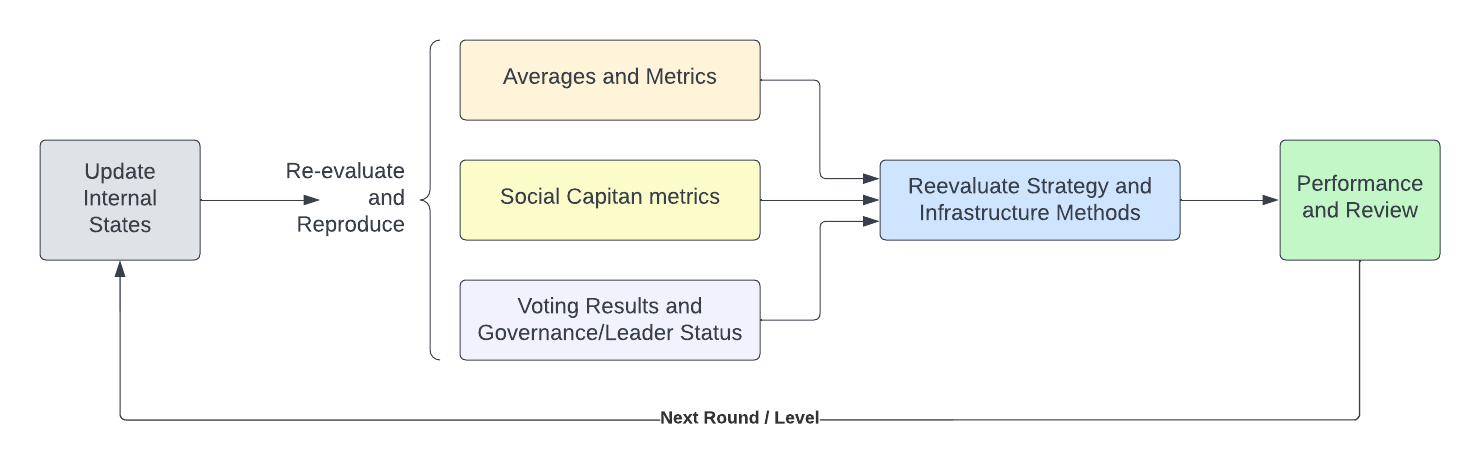 Update
Internal
States
Re-evaluate
and
Reproduce
Averages and Metrics
Social Capitan metrics
Voting Results and
Governance/Leader Status
Reevaluate Strategy and
Infrastructure Methods
Performance
and Review
Next Round / Level